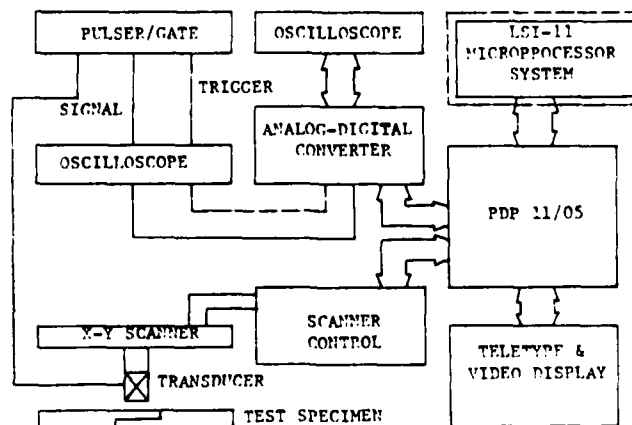 PULSER/GATE
OSCILLOSCOPE
LSI-11
MICROPPOCESSOR
SYSTEM
SIGNAL
TRIGGER
ANALOG-DIGITAL
CONVERTER
OSCILLOSCOPE
PDP 11/05
X-Y SCANNER
SCANNER
CONTROL
TELETYPE &
VIDEO DISPLAY
TRANSDUCER
TEST SPECIMEN